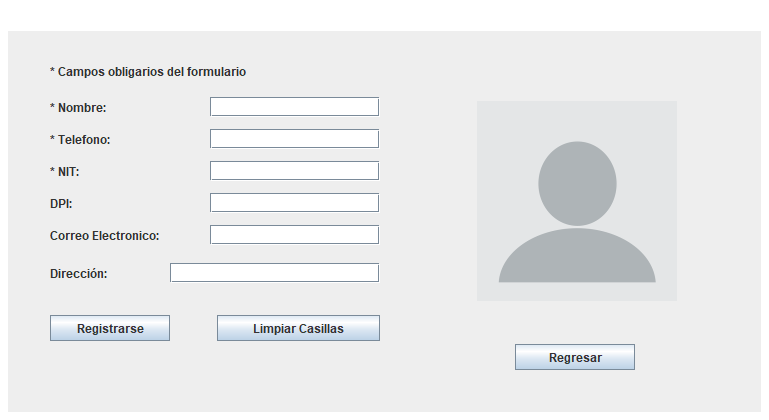 * Campos obligarios del formulario
* Nombre:
* Telefono:
* NIT:
DPI:
Correo Electronico:
Dirección:
Registrarse
Limpiar Casillas
Regresar